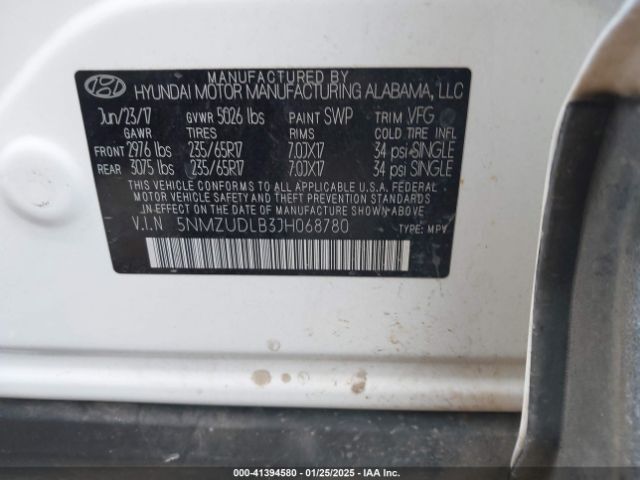 MANUFACTURED BY
HYUNDAI MOTOR MANUFACTURING ALABAMA, LLC
Jun/23/17 GVWR 5026 lbs PAINT SWP TRIM VFG
GAWR TIRES COLD TIRE INFL
FRONT 2976 lbs 235/65R17 7.0JX17 34 psi SINGLE
REAR 3075 lbs 235/65R17 7.0JX17 34 psi SINGLE
THIS VEHICLE CONFORMS TO ALL APPLICABLE U.S.A. FEDERAL
MOTOR VEHICLE SAFETY AND THEFT PREVENTION STANDARDS
IN EFFECT ON THE DATE OF MANUFACTURE SHOWN ABOVE.
V.I.N 5NMZUDLB3JH068780 TYPE: MPV
000-41394580 - 01/25/2025 - IAA Inc.